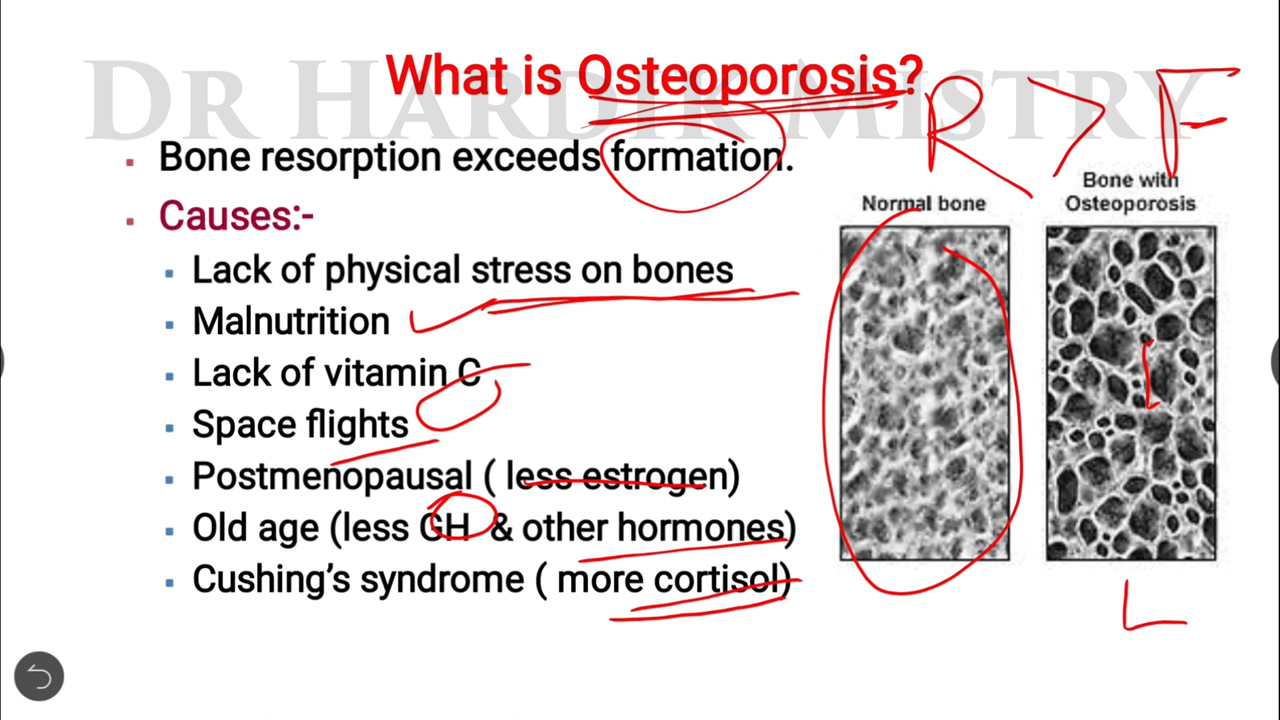 DR HARDIK MISTRY
What is Osteoporosis?
R > F
Bone resorption exceeds formation.
Causes:-
Lack of physical stress on bones
Malnutrition
Lack of vitamin C
Space flights
Postmenopausal ( less estrogen)
Old age (less GH & other hormones)
Cushing’s syndrome ( more cortisol)
Normal bone
Bone with
Osteoporosis
L